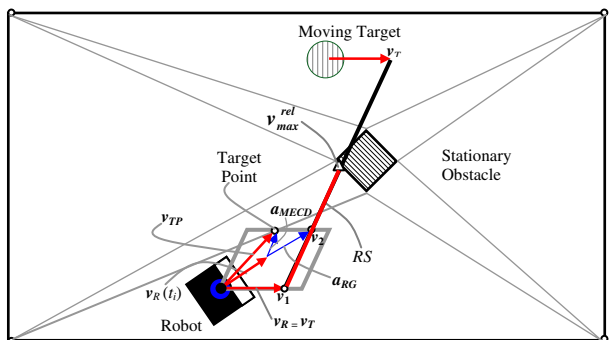 Moving Target
v_T
v_max^rel
Target
Point
Stationary
Obstacle
v_TP
a_MECD
v_2
RS
a_RG
v_R (t_i)
v_1
v_R = v_T
Robot